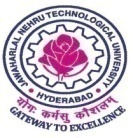 JAWAHARLAL NEHRU TECHNOLOGICAL UNIVERSITY
HYDERABAD
योगः कर्मसु कौशलम्
GATEWAY TO EXCELLENCE